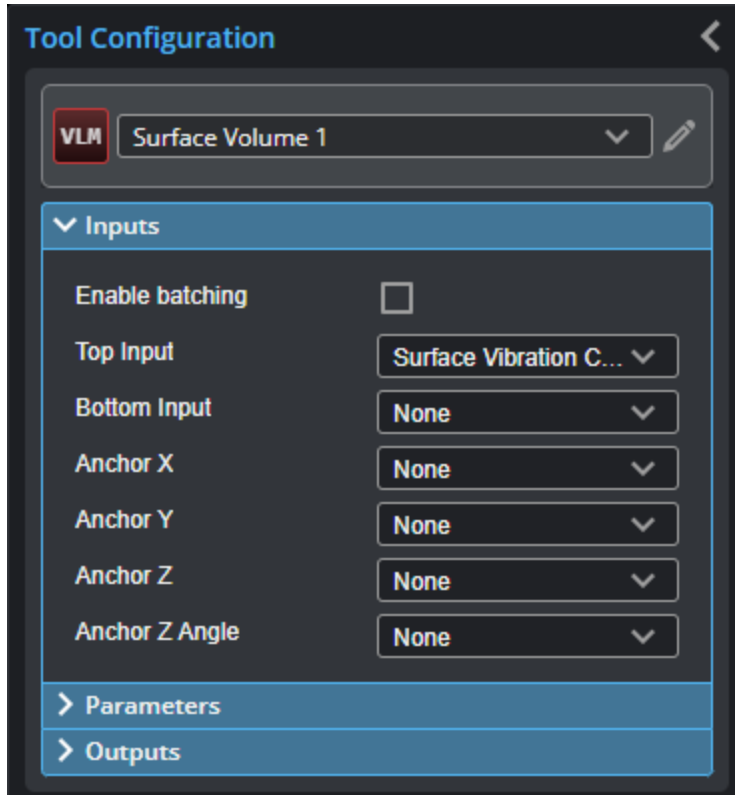 Tool Configuration
VLM Surface Volume 1
Inputs
Enable batching
Top Input Surface Vibration C...
Bottom Input None
Anchor X None
Anchor Y None
Anchor Z None
Anchor Z Angle None
Parameters
Outputs